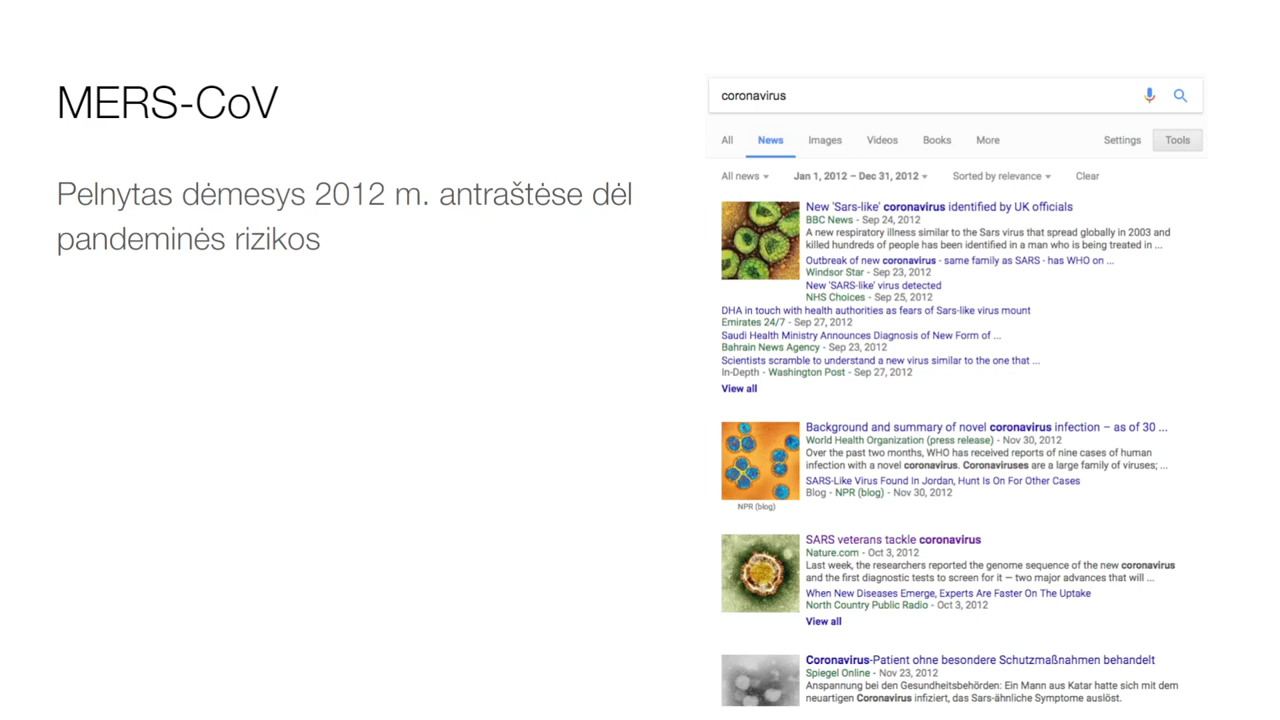 MERS-CoV
Pelnytas dėmesys 2012 m. antraštėse dėl
pandeminės rizikos
coronavirus
All News Images Videos Books More Settings Tools
All news Jan 1, 2012 – Dec 31, 2012 Sorted by relevance Clear
New 'Sars-like' coronavirus identified by UK officials
BBC News - Sep 24, 2012
A new respiratory illness similar to the Sars virus that spread globally in 2003 and
killed hundreds of people has been identified in a man who is being treated in ...
Outbreak of new coronavirus - same family as SARS - has WHO on ...
Windsor Star - Sep 23, 2012
New 'SARS-like' virus detected
NHS Choices - Sep 25, 2012
DHA in touch with health authorities as fears of Sars-like virus mount
Emirates 24/7 - Sep 27, 2012
Saudi Health Ministry Announces Diagnosis of New Form of ...
Bahrain News Agency - Sep 23, 2012
Scientists scramble to understand a new virus similar to the one that ...
In-Depth - Washington Post - Sep 27, 2012
View all
Background and summary of novel coronavirus infection – as of 30 ...
World Health Organization (press release) - Nov 30, 2012
Over the past two months, WHO has received reports of nine cases of human
infection with a novel coronavirus. Coronaviruses are a large family of viruses; ...
SARS-Like Virus Found In Jordan, Hunt Is On For Other Cases
Blog - NPR (blog) - Nov 30, 2012
NPR (blog)
SARS veterans tackle coronavirus
Nature.com - Oct 3, 2012
Last week, the researchers reported the genome sequence of the new coronavirus
and the first diagnostic tests to screen for it — two major advances that will ...
When New Diseases Emerge, Experts Are Faster On The Uptake
North Country Public Radio - Oct 3, 2012
View all
Coronavirus-Patient ohne besondere Schutzmaßnahmen behandelt
Spiegel Online - Nov 23, 2012
Anspannung bei den Gesundheitsbehörden: Ein Mann aus Katar hatte sich mit dem
neuartigen Coronavirus infiziert, das Sars-ähnliche Symptome auslöst.